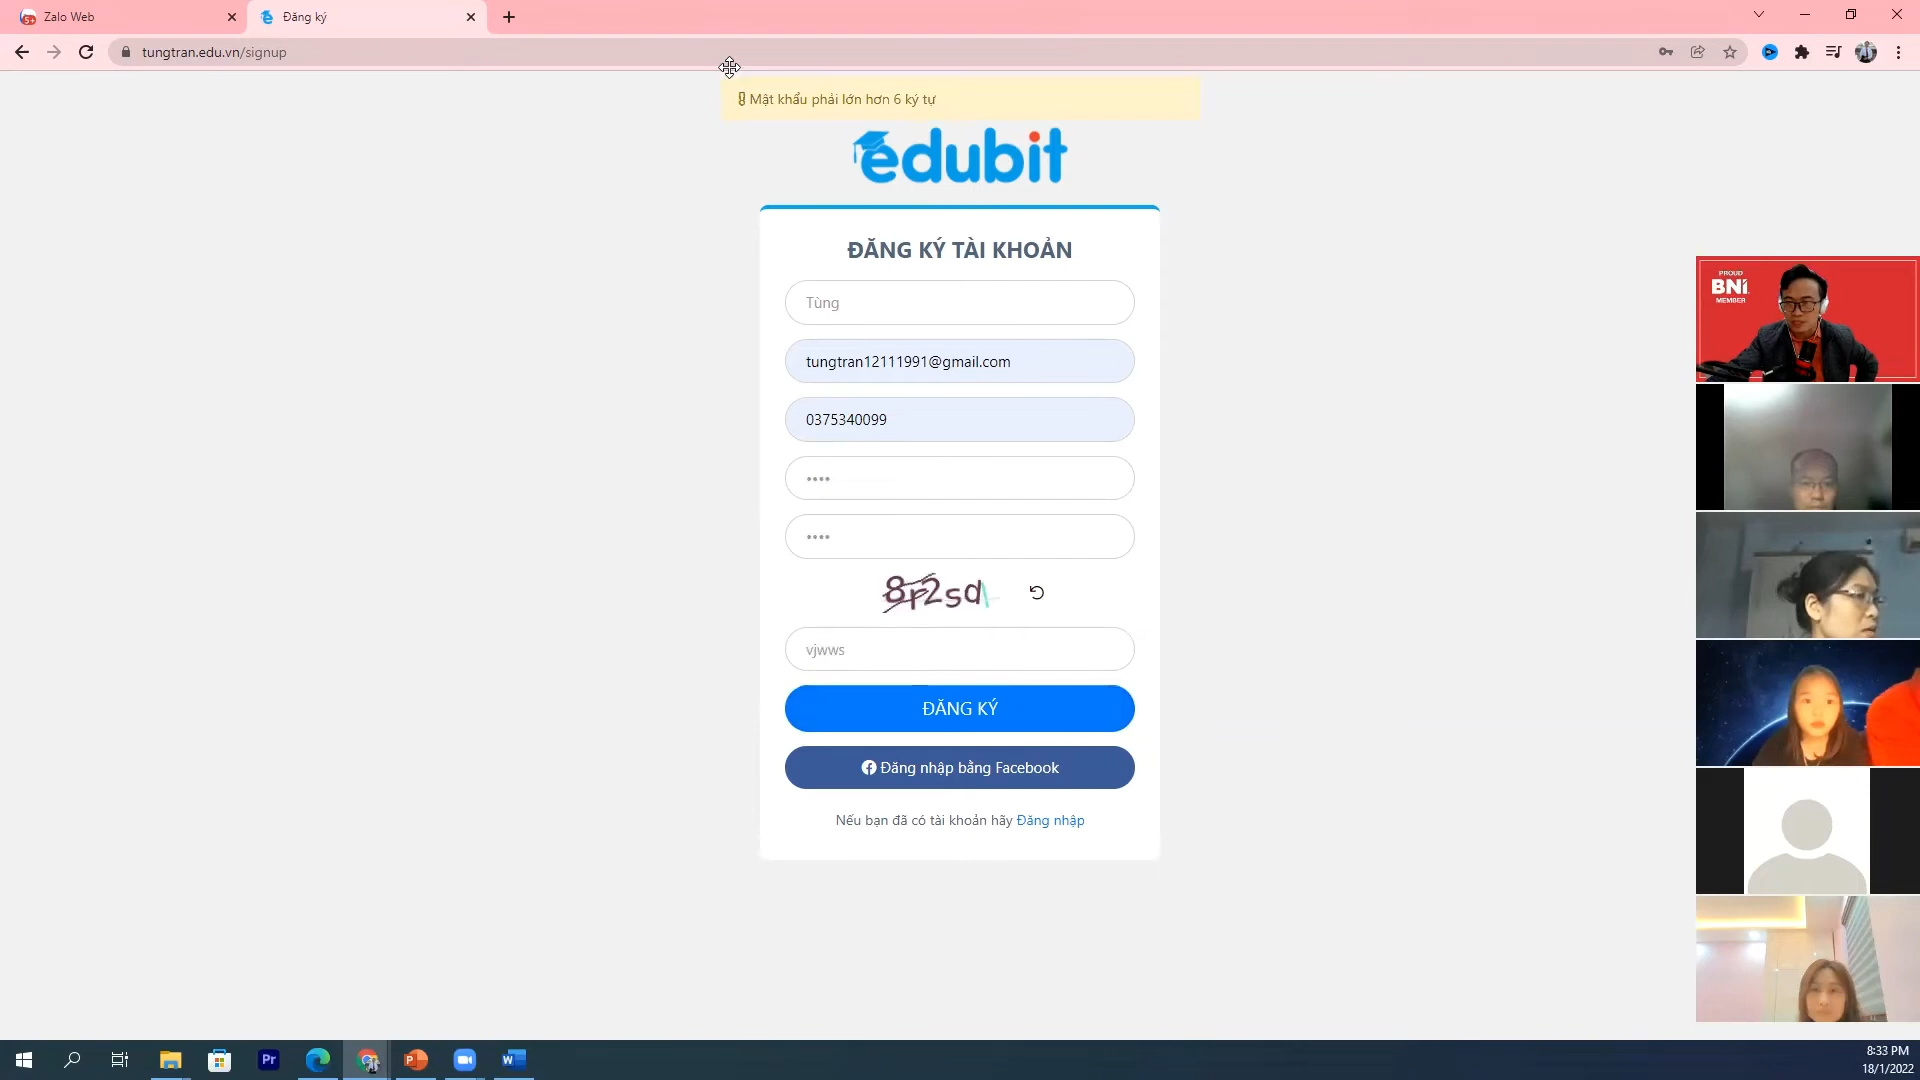 Zalo Web
Đăng ký
tungtran.edu.vn/signup
Mật khẩu phải lớn hơn 6 ký tự
edubit
ĐĂNG KÝ TÀI KHOẢN
Tùng
tungtran12111991@gmail.com
0375340099
••••
••••
8r2sd
vjwws
ĐĂNG KÝ
Đăng nhập bằng Facebook
Nếu bạn đã có tài khoản hãy Đăng nhập
PROUD
BNI
MEMBER
Pr
P
W
8:33 PM
18/1/2022